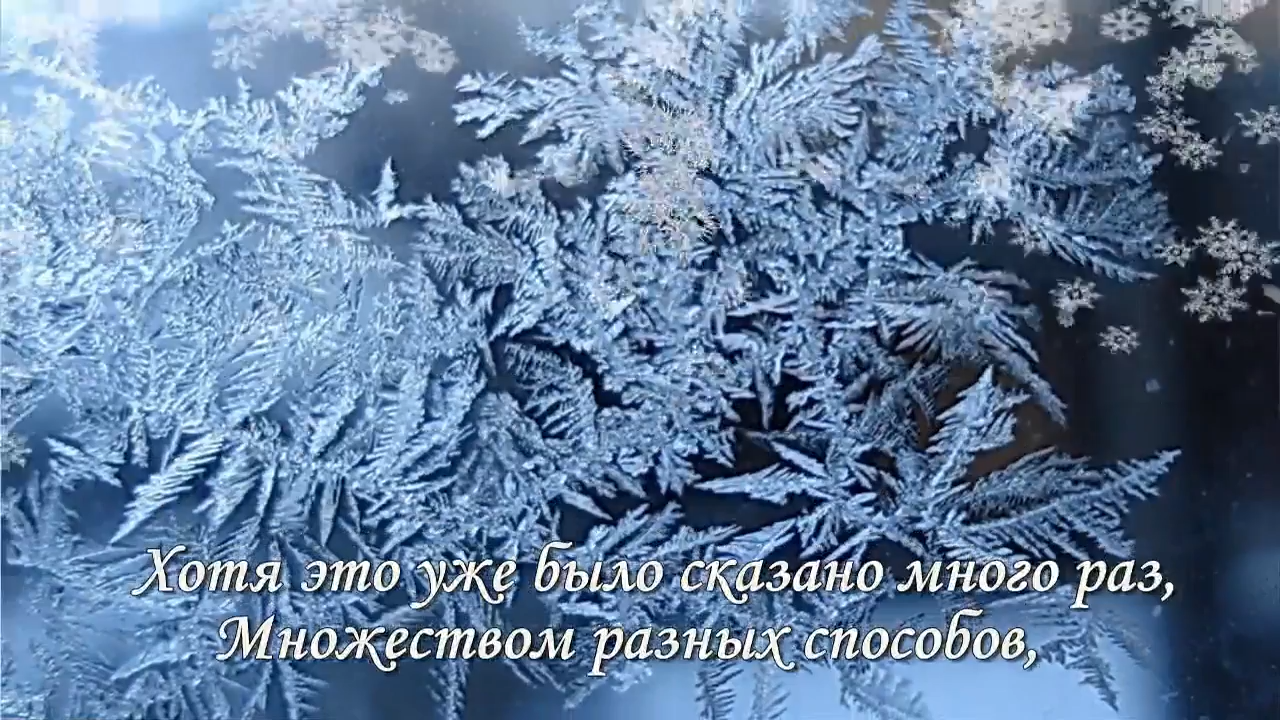 Хотя это уже было сказано много раз,
Множеством разных способов,